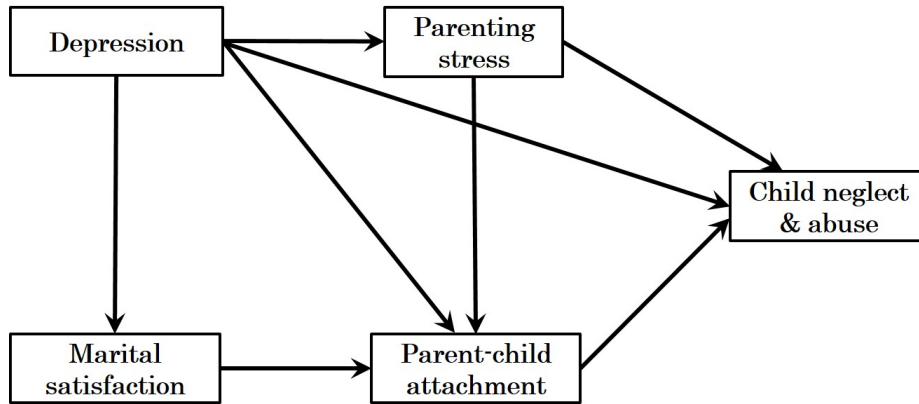 Depression
Parenting
stress
Child neglect
& abuse
Marital
satisfaction
Parent-child
attachment